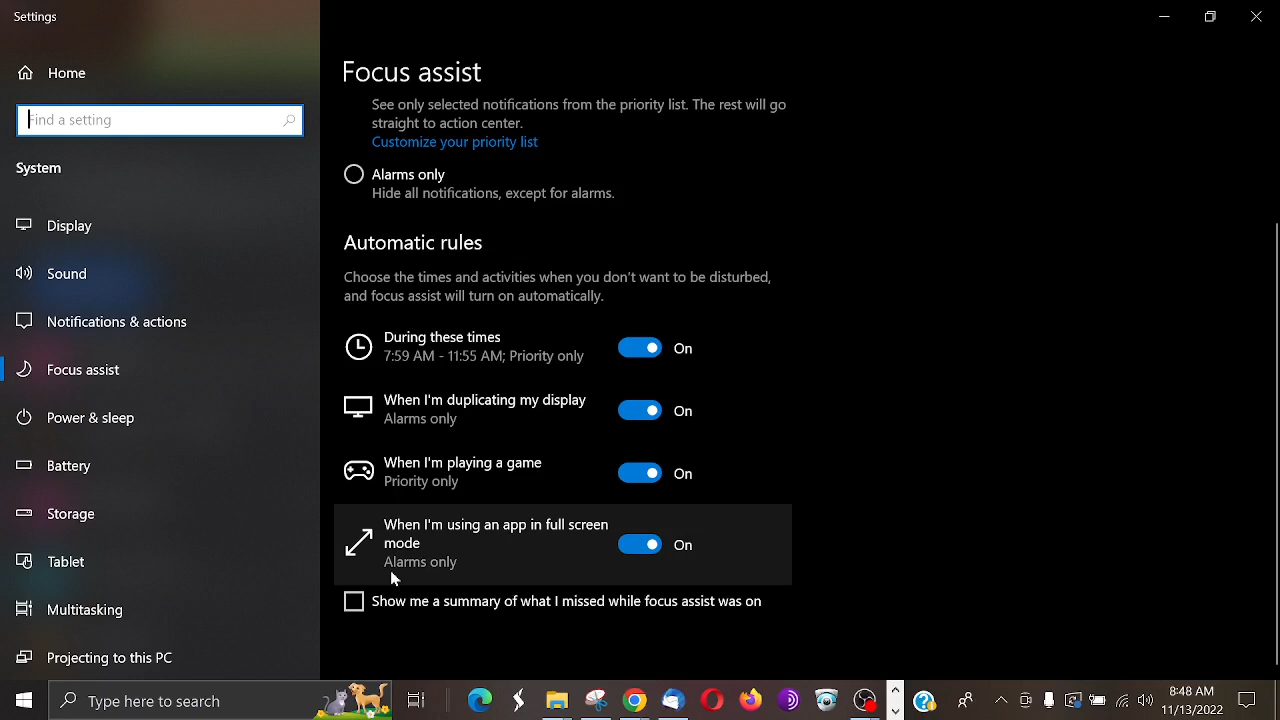 Settings
Home
Find a setting
System
Display
Sound
Notifications & actions
Focus assist
Power & sleep
Battery
Storage
Tablet
Multitasking
Projecting to this PC
Focus assist
See only selected notifications from the priority list. The rest will go
straight to action center.
Customize your priority list
Alarms only
Hide all notifications, except for alarms.
Automatic rules
Choose the times and activities when you don't want to be disturbed,
and focus assist will turn on automatically.
During these times
7:59 AM - 11:55 AM; Priority only
On
When I'm duplicating my display
Alarms only
On
When I'm playing a game
Priority only
On
When I'm using an app in full screen
mode
Alarms only
On
Show me a summary of what I missed while focus assist was on
Type here to search
8:48 AM
11/13/2023